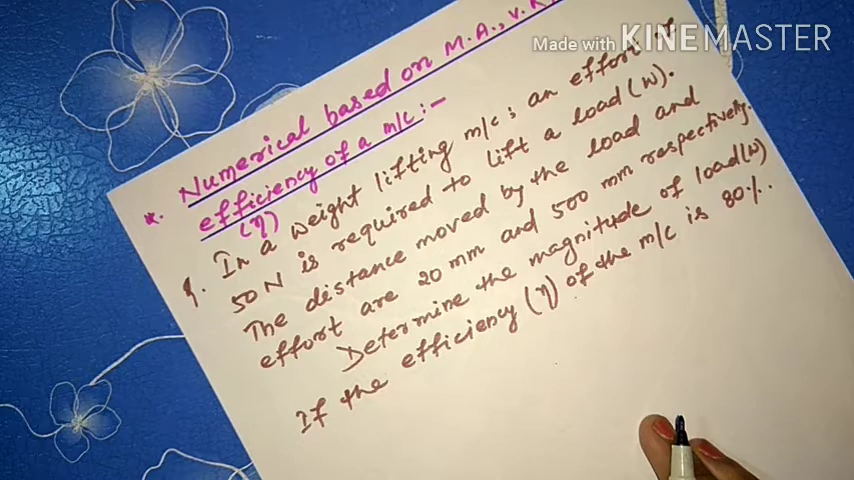 Made with KINEMASTER
*. Numerical based on M.A., V.R,
efficiency of a m/c :-
(η)
q. In a weight lifting m/c; an effort of
50 N is required to lift a load (W).
The distance moved by the load and
effort are 20 mm and 500 mm respectively.
Determine the magnitude of load (W)
If the efficiency (η) of the m/c is 80%.